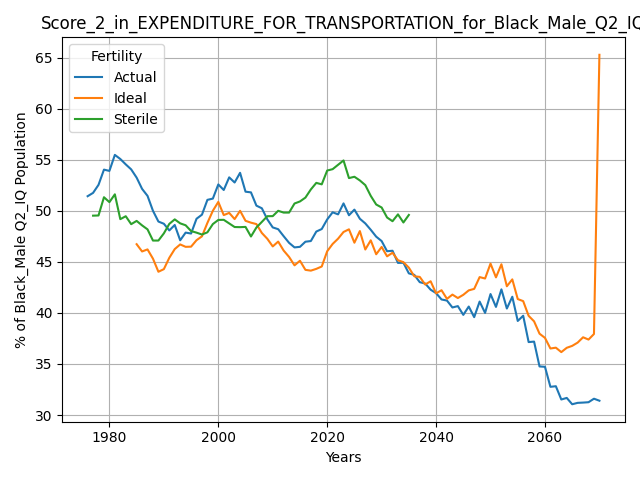 Score_2_in_EXPENDITURE_FOR_TRANSPORTATION_for_Black_Male_Q2_IQ
% of Black_Male Q2_IQ Population
65
60
55
50
45
40
35
30
Fertility
Actual
Ideal
Sterile
1980 2000 2020 2040 2060
Years